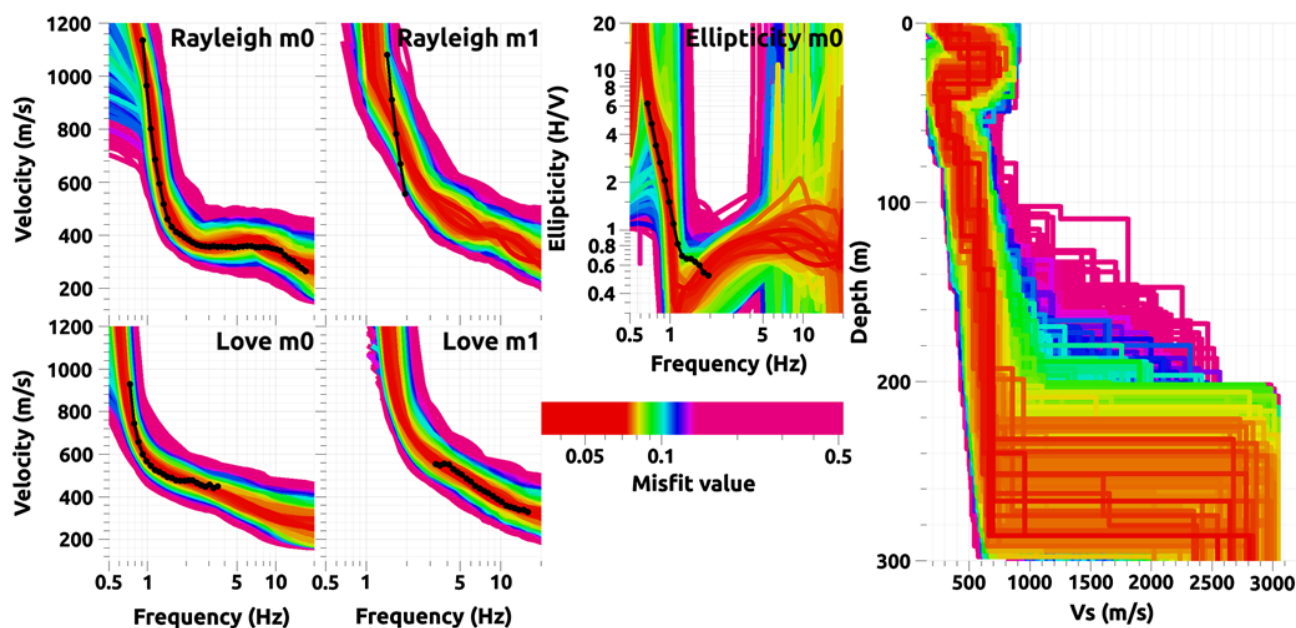 1200
1000
800
600
400
200
Velocity (m/s)
Rayleigh m0
Rayleigh m1
20
10
6
4
2
1
0.8
0.6
0.4
Ellipticity (H/V)
Ellipticity m0
0.5 1 5 10
Frequency (Hz)
1200
1000
800
600
400
200
Velocity (m/s)
Love m0
Love m1
0.5 1 5 10
0.5 1 5 10
Frequency (Hz)
Frequency (Hz)
0.05 0.1 0.5
Misfit value
0
100
200
300
Depth (m)
500 1000 1500 2000 2500 3000
Vs (m/s)